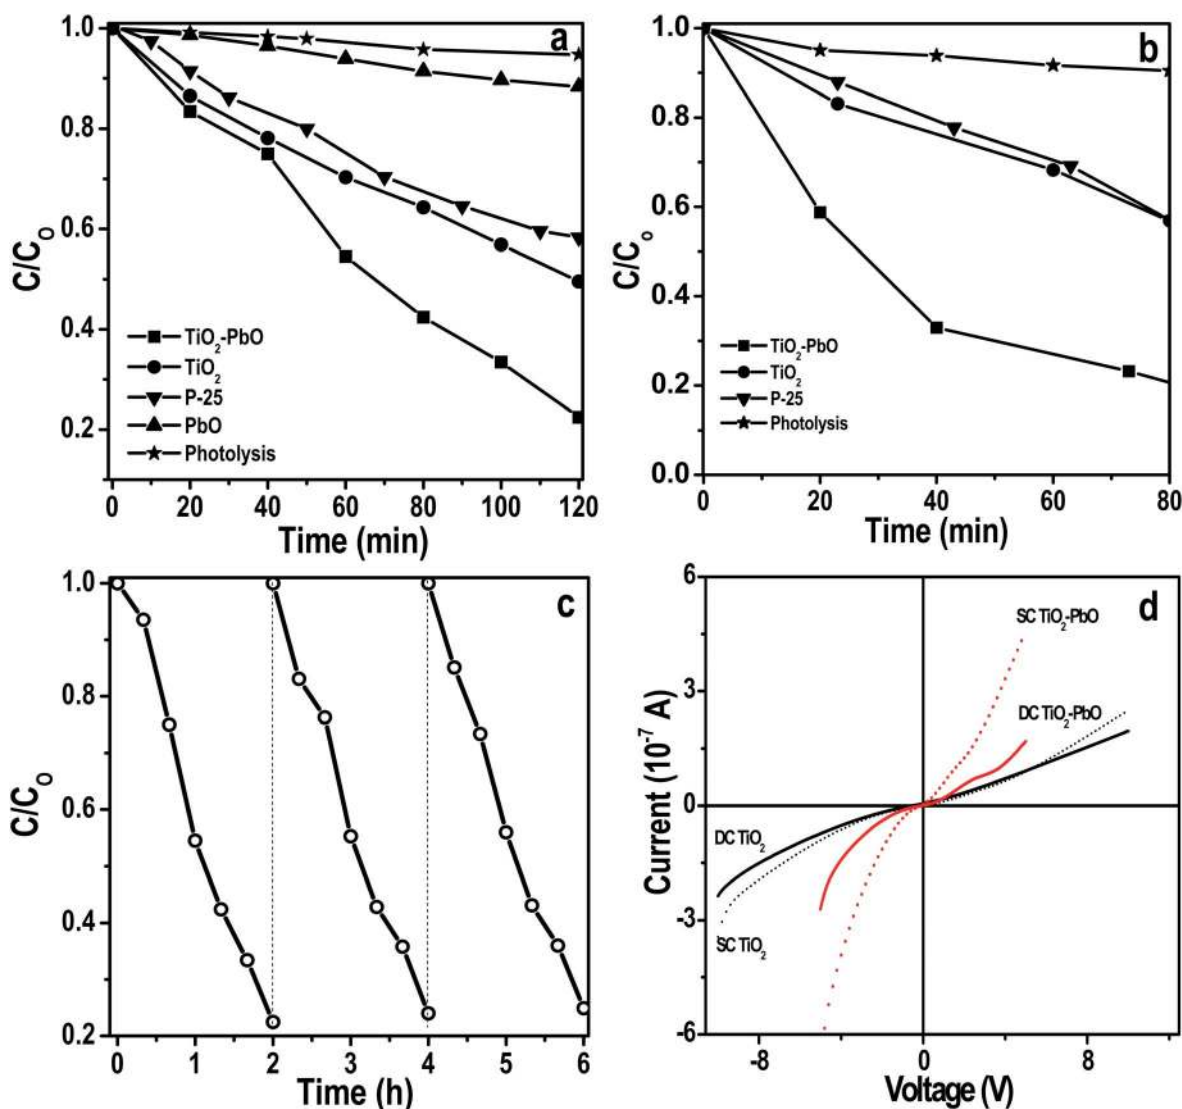 a
1.0
0.8
0.6
0.4
0.2
C/C_O
TiO₂-PbO
TiO₂
P-25
PbO
Photolysis
0 20 40 60 80 100 120
Time (min)
b
1.0
0.8
0.6
0.4
0.2
0.0
C/C_o
TiO₂-PbO
TiO₂
P-25
Photolysis
0 20 40 60 80
Time (min)
c
1.0
0.8
0.6
0.4
0.2
C/C_O
0 1 2 3 4 5 6
Time (h)
d
6
3
0
-3
-6
Current (10⁻⁷ A)
SC TiO₂-PbO
DC TiO₂-PbO
DC TiO₂
SC TiO₂
-8 0 8
Voltage (V)